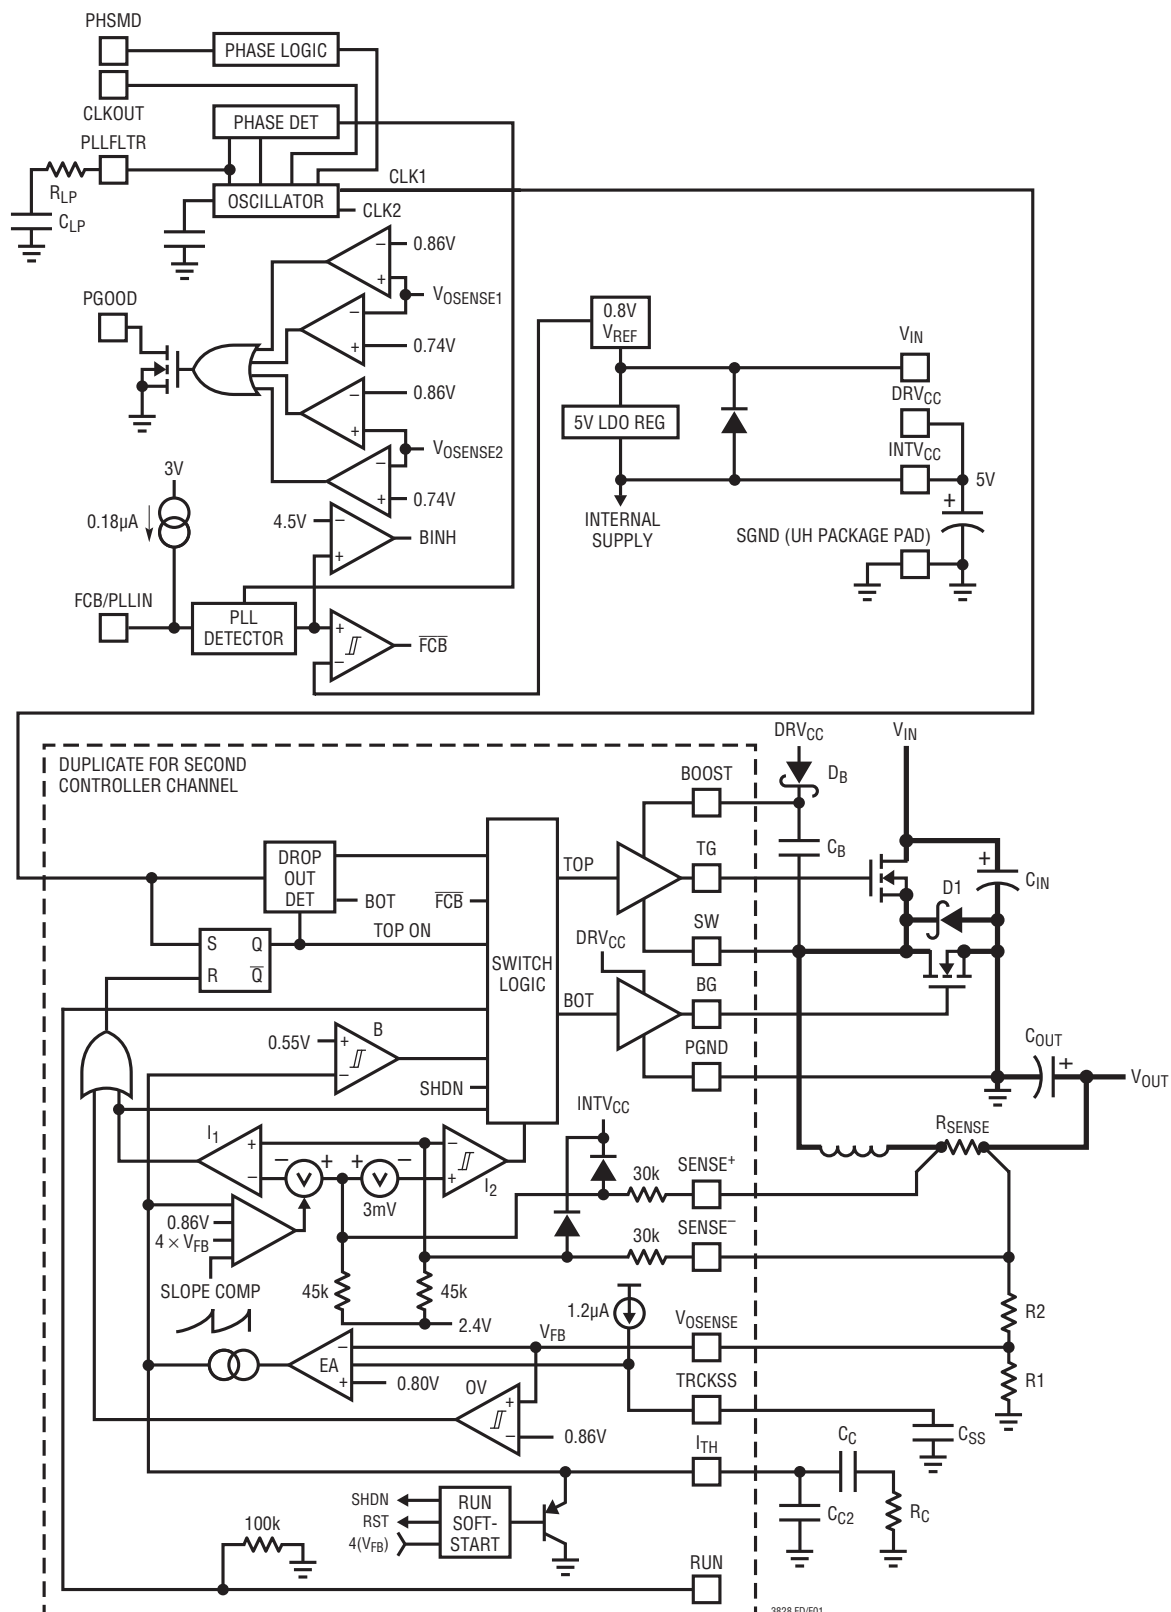 PHSMD
PHASE LOGIC
CLKOUT
PHASE DET
PLLFLTR
RLP
CLP
OSCILLATOR
CLK1
CLK2
−
0.86V
+
VOSENSE1
−
+
0.74V
PGOOD
−
0.86V
+
VOSENSE2
−
+
0.74V
0.8V
VREF
VIN
DRVCC
5V LDO REG
INTVCC
5V
+
INTERNAL
SUPPLY
SGND (UH PACKAGE PAD)
3V
0.18µA
4.5V
−
+
BINH
FCB/PLLIN
PLL
DETECTOR
+
−
F̅C̅B̅
DUPLICATE FOR SECOND
CONTROLLER CHANNEL
DRVCC
VIN
BOOST
DB
DROP
OUT
DET
BOT
F̅C̅B̅
TOP
TG
CB
+
CIN
D1
TOP ON
SW
S
Q
R
Q̅
SWITCH
LOGIC
DRVCC
BOT
BG
0.55V
+
−
B
SHDN
PGND
COUT
+
VOUT
INTVCC
RSENSE
I1
+
−
−
+
+
−
3mV
−
+
I2
30k
SENSE+
30k
SENSE−
0.86V
4 × VFB
SLOPE COMP
45k
45k
2.4V
1.2µA
R2
VFB
VOSENSE
EA
−
+
0.80V
TRCKSS
R1
OV
+
−
0.86V
CSS
ITH
CC
SHDN
RST
4(VFB)
RUN
SOFT-
START
CC2
RC
100k
RUN
3828 FD/F01